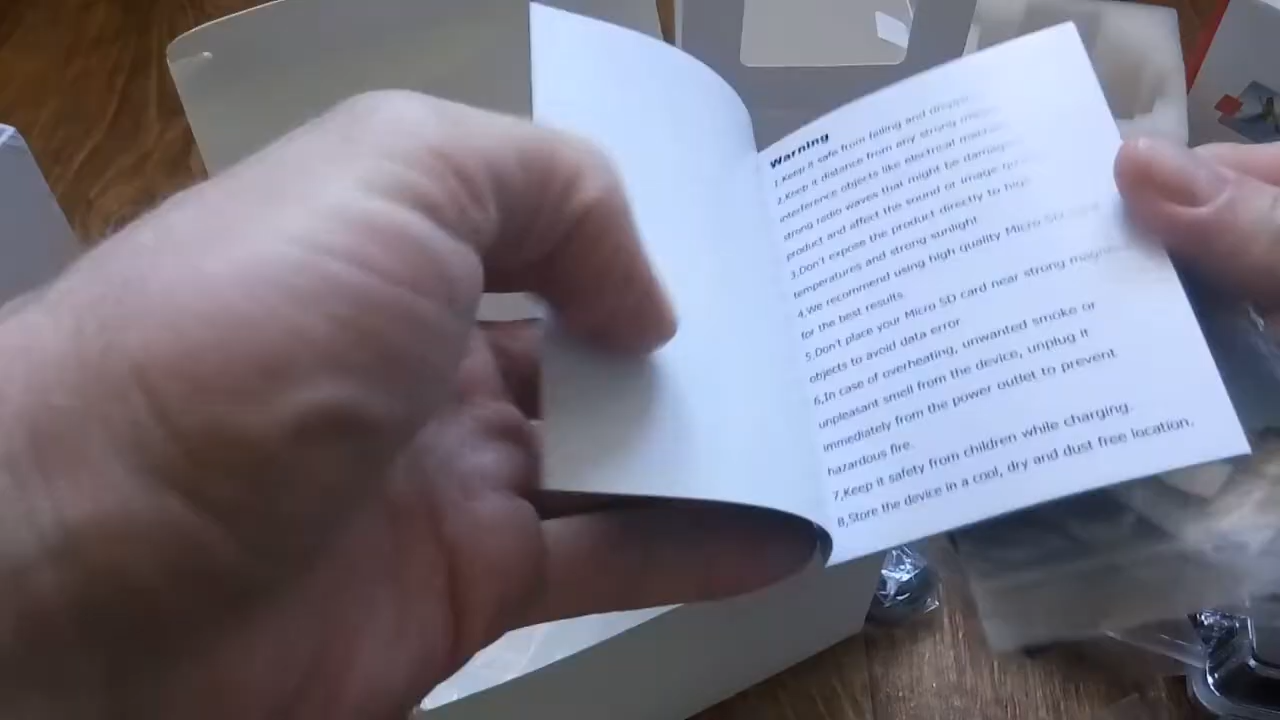 Warning
1,Keep it safe from falling and
2,Keep it distance from any strong
interference objects like electrical
strong radio waves that might be
product and affect the sound or image
3,Don't expose the product directly to
temperatures and strong sunlight
4,We recommend using high quality Micro SD
for the best results.
5,Don't place your Micro SD card near strong
objects to avoid data error
6,In case of overheating, unwanted smoke or
unpleasant smell from the device, unplug it
immediately from the power outlet to prevent
hazardous fire.
7,Keep it safety from children while charging.
8,Store the device in a cool, dry and dust free location.